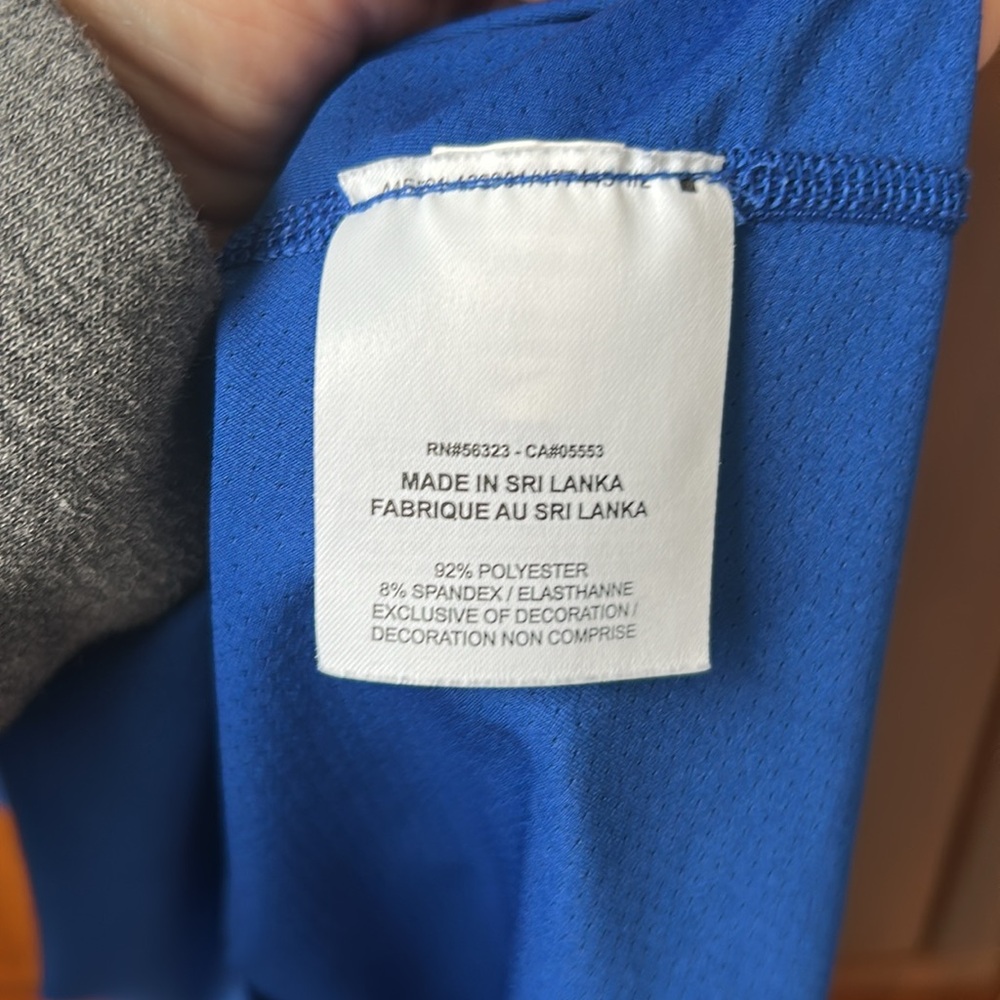 RN#56323 - CA#05553
MADE IN SRI LANKA
FABRIQUE AU SRI LANKA
92% POLYESTER
8% SPANDEX / ELASTHANNE
EXCLUSIVE OF DECORATION /
DECORATION NON COMPRISE